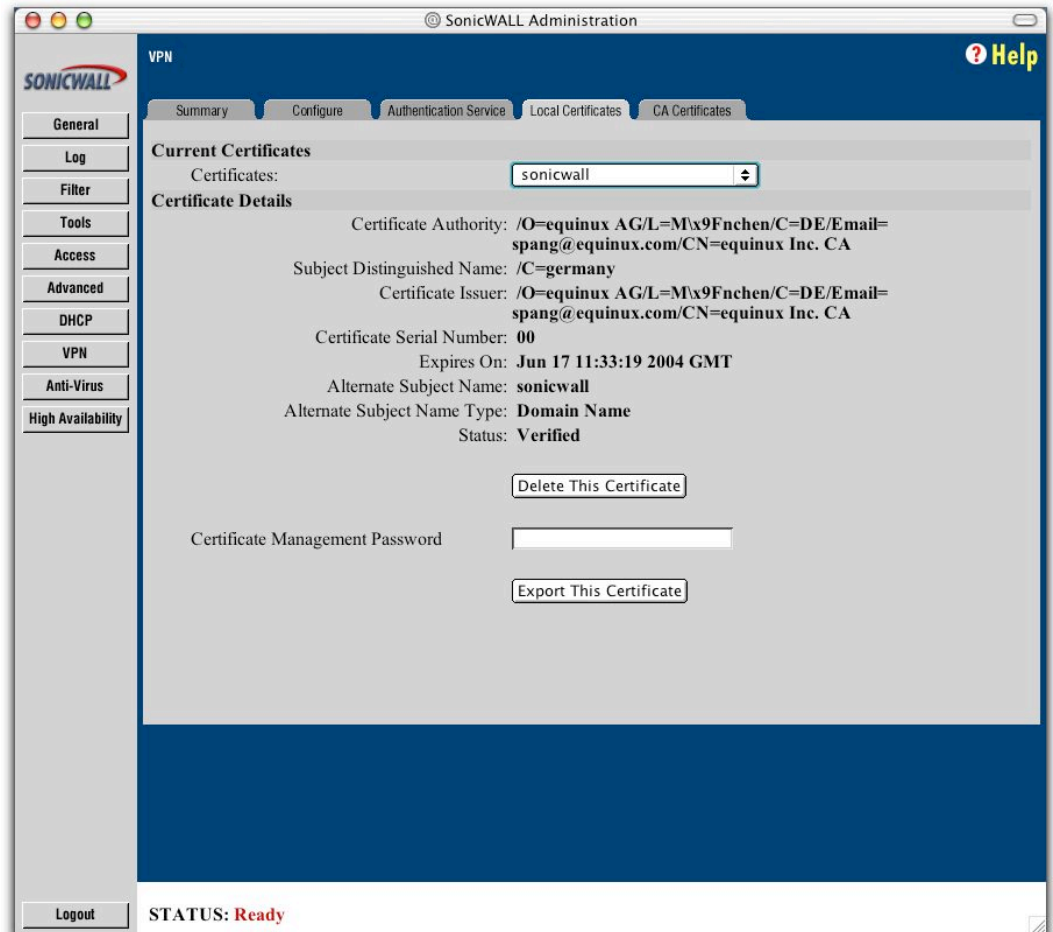 @ SonicWALL Administration
SONICWALL
VPN
? Help
Summary
Configure
Authentication Service
Local Certificates
CA Certificates
General
Log
Filter
Tools
Access
Advanced
DHCP
VPN
Anti-Virus
High Availability
Current Certificates
Certificates: sonicwall
Certificate Details
Certificate Authority: /O=equinux AG/L=M\x9Fnchen/C=DE/Email=
spang@equinux.com/CN=equinux Inc. CA
Subject Distinguished Name: /C=germany
Certificate Issuer: /O=equinux AG/L=M\x9Fnchen/C=DE/Email=
spang@equinux.com/CN=equinux Inc. CA
Certificate Serial Number: 00
Expires On: Jun 17 11:33:19 2004 GMT
Alternate Subject Name: sonicwall
Alternate Subject Name Type: Domain Name
Status: Verified
Delete This Certificate
Certificate Management Password
Export This Certificate
Logout
STATUS: Ready